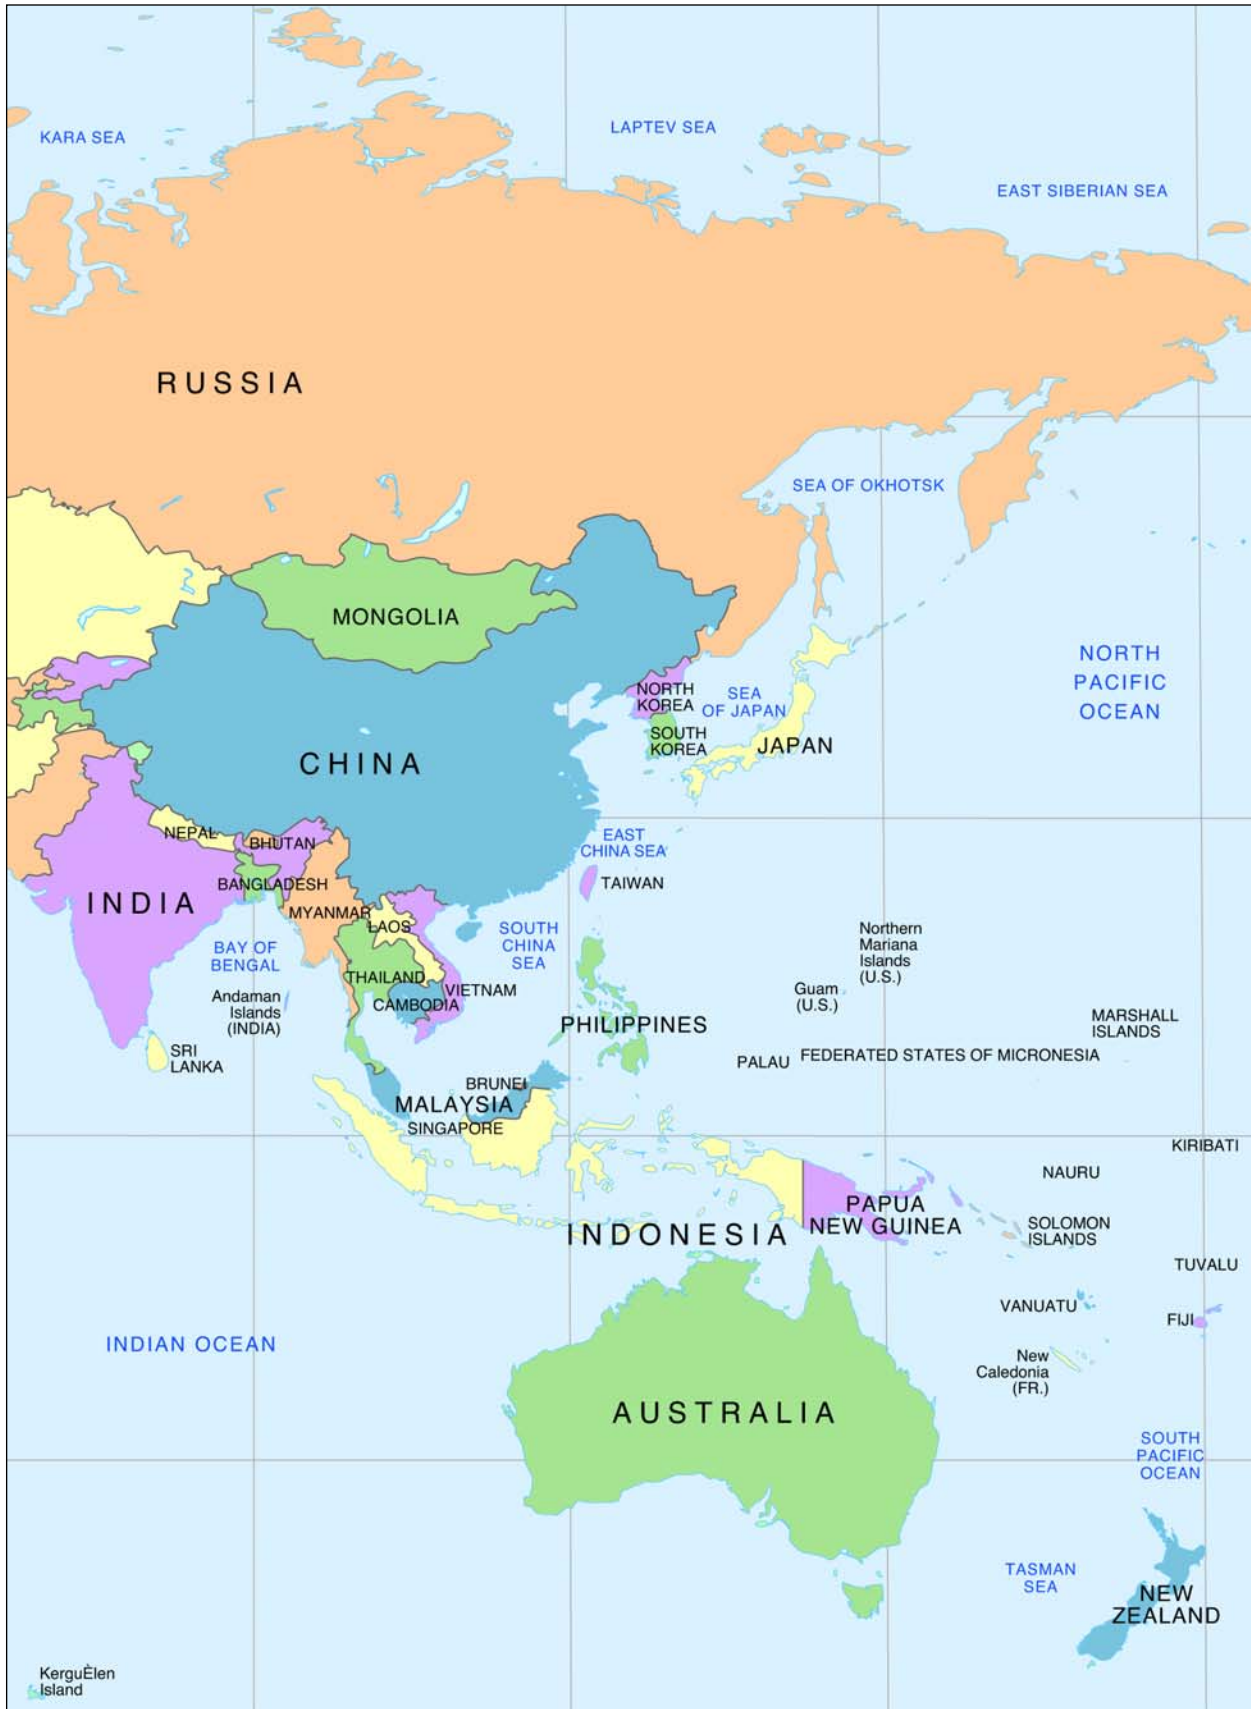 KARA SEA
LAPTEV SEA
EAST SIBERIAN SEA
RUSSIA
SEA OF OKHOTSK
MONGOLIA
NORTH
PACIFIC
OCEAN
NORTH
KOREA
SEA
OF JAPAN
SOUTH
KOREA
JAPAN
CHINA
NEPAL
BHUTAN
EAST
CHINA SEA
BANGLADESH
TAIWAN
INDIA
MYANMAR
LAOS
SOUTH
CHINA
SEA
Northern
Mariana
Islands
(U.S.)
BAY OF
BENGAL
THAILAND
VIETNAM
Guam
(U.S.)
Andaman
Islands
(INDIA)
CAMBODIA
PHILIPPINES
MARSHALL
ISLANDS
SRI
LANKA
PALAU
FEDERATED STATES OF MICRONESIA
BRUNEI
MALAYSIA
SINGAPORE
KIRIBATI
NAURU
PAPUA
NEW GUINEA
INDONESIA
SOLOMON
ISLANDS
TUVALU
VANUATU
FIJI
INDIAN OCEAN
New
Caledonia
(FR.)
AUSTRALIA
SOUTH
PACIFIC
OCEAN
TASMAN
SEA
NEW
ZEALAND
KerguÈlen
Island